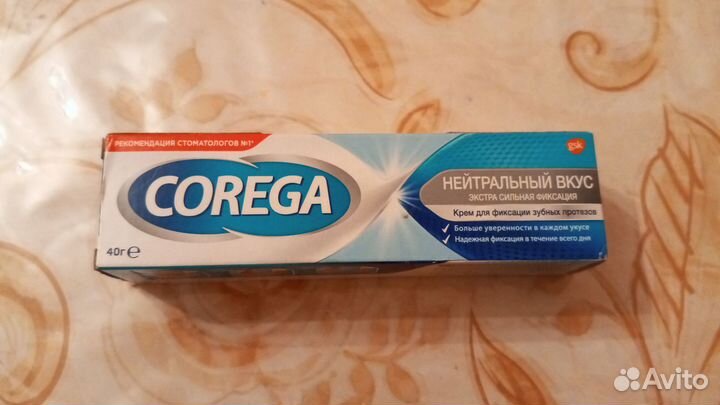 РЕКОМЕНДАЦИЯ СТОМАТОЛОГОВ №1*
COREGA
40г е
gsk
НЕЙТРАЛЬНЫЙ ВКУС
ЭКСТРА СИЛЬНАЯ ФИКСАЦИЯ
Крем для фиксации зубных протезов
Больше уверенности в каждом укусе
Надежная фиксация в течение всего дня
Avito